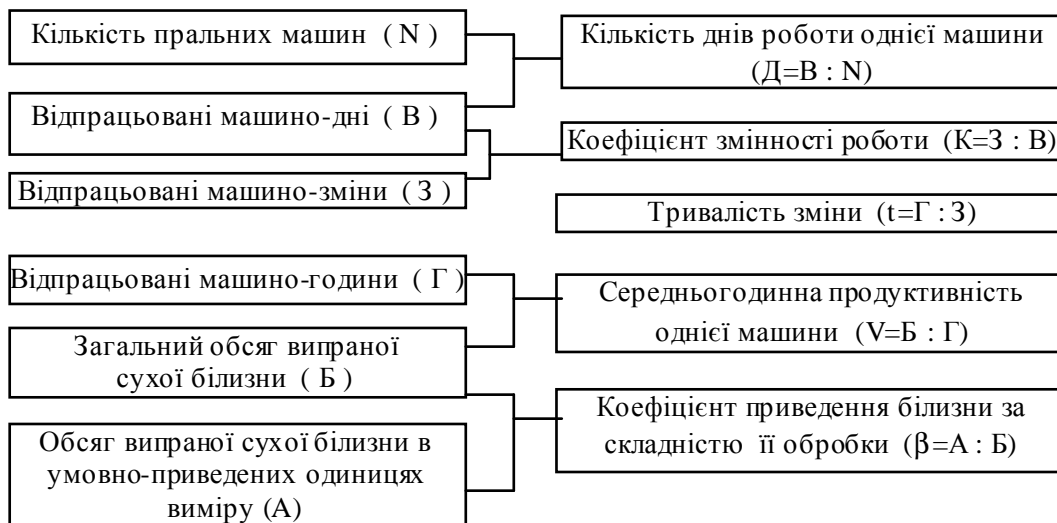 Кількість пральних машин ( N )
Відпрацьовані машино-дні ( В )
Відпрацьовані машино-зміни ( З )
Відпрацьовані машино-години ( Г )
Загальний обсяг випраної
сухої білизни ( Б )
Обсяг випраної сухої білизни в
умовно-приведених одиницях
виміру (А)
Кількість днів роботи однієї машини
(Д=В : N)
Коефіцієнт змінності роботи (К=З : В)
Тривалість зміни (t=Г : З)
Середньогодинна продуктивність
однієї машини (V=Б : Г)
Коефіцієнт приведення білизни за
складністю її обробки (β=А : Б)